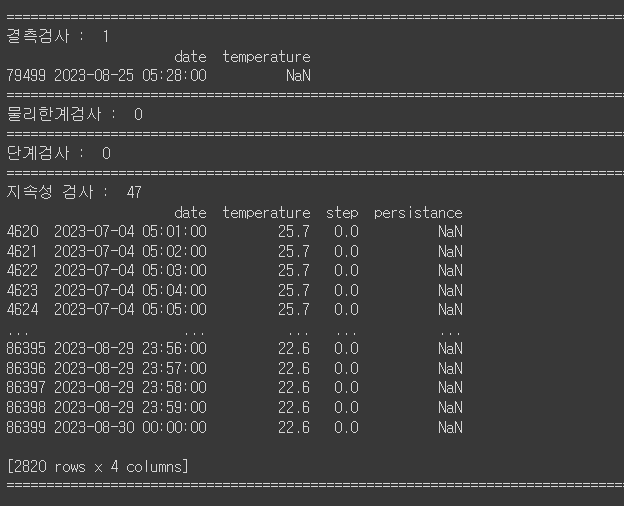 ================================================================================
결측검사 :  1
                     date  temperature
79499 2023-08-25 05:28:00          NaN
================================================================================
물리한계검사 :  0
================================================================================
단계검사 :  0
================================================================================
지속성 검사 :  47
                     date  temperature  step  persistance
4620  2023-07-04 05:01:00         25.7   0.0          NaN
4621  2023-07-04 05:02:00         25.7   0.0          NaN
4622  2023-07-04 05:03:00         25.7   0.0          NaN
4623  2023-07-04 05:04:00         25.7   0.0          NaN
4624  2023-07-04 05:05:00         25.7   0.0          NaN
...                   ...          ...   ...          ...
86395 2023-08-29 23:56:00         22.6   0.0          NaN
86396 2023-08-29 23:57:00         22.6   0.0          NaN
86397 2023-08-29 23:58:00         22.6   0.0          NaN
86398 2023-08-29 23:59:00         22.6   0.0          NaN
86399 2023-08-30 00:00:00         22.6   0.0          NaN
[2820 rows x 4 columns]
================================================================================